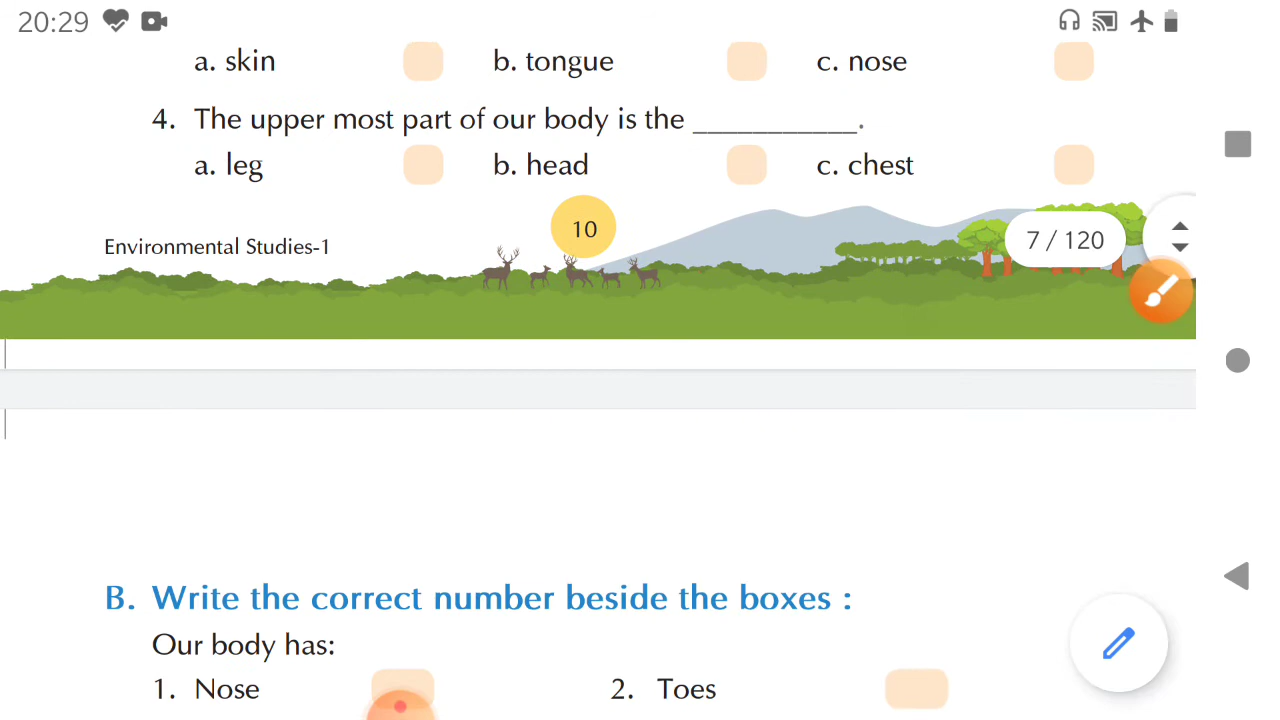 20:29
a. skin b. tongue c. nose
4. The upper most part of our body is the ___________.
a. leg b. head c. chest
10
Environmental Studies-1
7 / 120
B. Write the correct number beside the boxes :
Our body has:
1. Nose 2. Toes